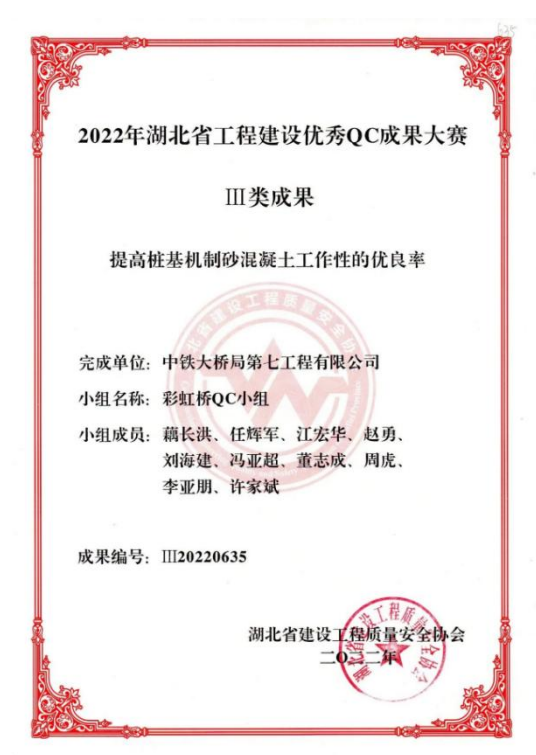 635
2022年湖北省工程建设优秀QC成果大赛
III类成果
提高桩基机制砂混凝土工作性的优良率
完成单位：中铁大桥局第七工程有限公司
小组名称：彩虹桥QC小组
小组成员：藕长洪、任辉军、江宏华、赵勇、
刘海建、冯亚超、董志成、周虎、
李亚朋、许家斌
成果编号：III20220635
湖北省建设工程质量安全协会
二〇二二年